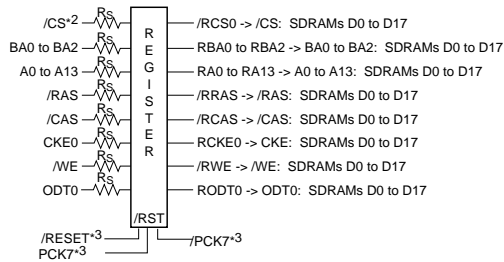 /CS*2 RS /RCS0 -> /CS: SDRAMs D0 to D17
BA0 to BA2 RS RBA0 to RBA2 -> BA0 to BA2: SDRAMs D0 to D17
A0 to A13 RS RA0 to RA13 -> A0 to A13: SDRAMs D0 to D17
/RAS RS /RRAS -> /RAS: SDRAMs D0 to D17
/CAS RS /RCAS -> /CAS: SDRAMs D0 to D17
CKE0 RS RCKE0 -> CKE: SDRAMs D0 to D17
/WE RS /RWE -> /WE: SDRAMs D0 to D17
ODT0 RS RODT0 -> ODT0: SDRAMs D0 to D17
REGISTER
/RST
/RESET*3 /PCK7*3
PCK7*3